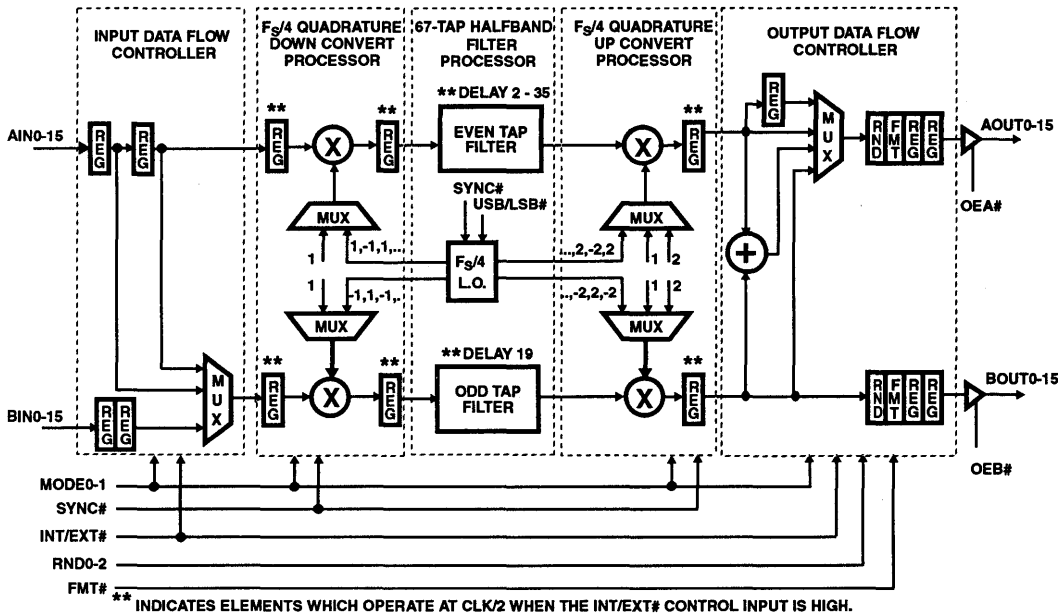 INPUT DATA FLOW
CONTROLLER
FS/4 QUADRATURE
DOWN CONVERT
PROCESSOR
67-TAP HALFBAND
FILTER
PROCESSOR
FS/4 QUADRATURE
UP CONVERT
PROCESSOR
OUTPUT DATA FLOW
CONTROLLER
AIN0-15
REG
REG
**
REG
X
**
REG
** DELAY 2 - 35
EVEN TAP
FILTER
X
**
REG
REG
MUX
RND
FMT
REG
REG
AOUT0-15
OEA#
SYNC#
USB/LSB#
MUX
1
1,-1,1,..
FS/4
L.O.
..,2,-2,2
MUX
1
2
+
1
-1,1,-1,.
..,-2,2,-2
1
2
MUX
MUX
BIN0-15
REG
REG
MUX
**
REG
X
**
REG
** DELAY 19
ODD TAP
FILTER
X
**
REG
RND
FMT
REG
REG
BOUT0-15
OEB#
MODE0-1
SYNC#
INT/EXT#
RND0-2
FMT#
** INDICATES ELEMENTS WHICH OPERATE AT CLK/2 WHEN THE INT/EXT# CONTROL INPUT IS HIGH.